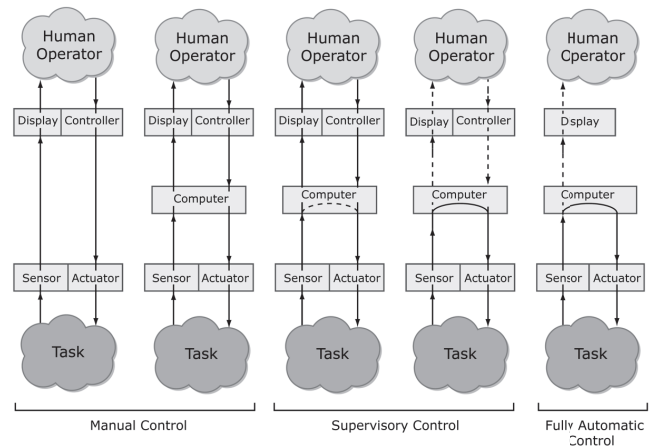 Human Operator
Human Operator
Human Operator
Human Operator
Human Cperator
Display Controller
Display Controller
Display Controller
Display Controller
Display
Computer
Computer
Computer
Computer
Sensor Actuator
Sensor Actuator
Sensor Actuator
Sensor Actuator
Sensor Actuator
Task
Task
Task
Task
Task
Manual Control
Supervisory Control
Fully Automatic
Control